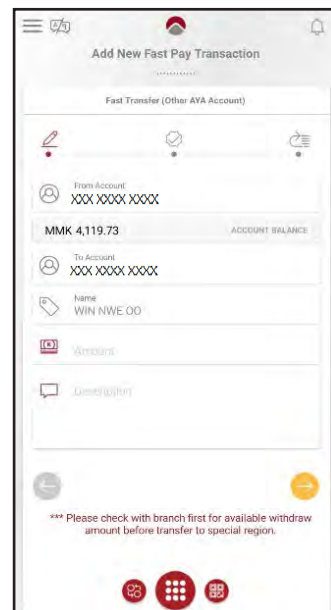 Add New Fast Pay Transaction
Fast Transfer (Other AYA Account)
From Account
XXX XXXX XXXX
MMK 4,119.73 ACCOUNT BALANCE
To Account
XXX XXXX XXXX
Name
WIN NWE OO
Amount
Description
*** Please check with branch first for available withdraw
amount before transfer to special region.